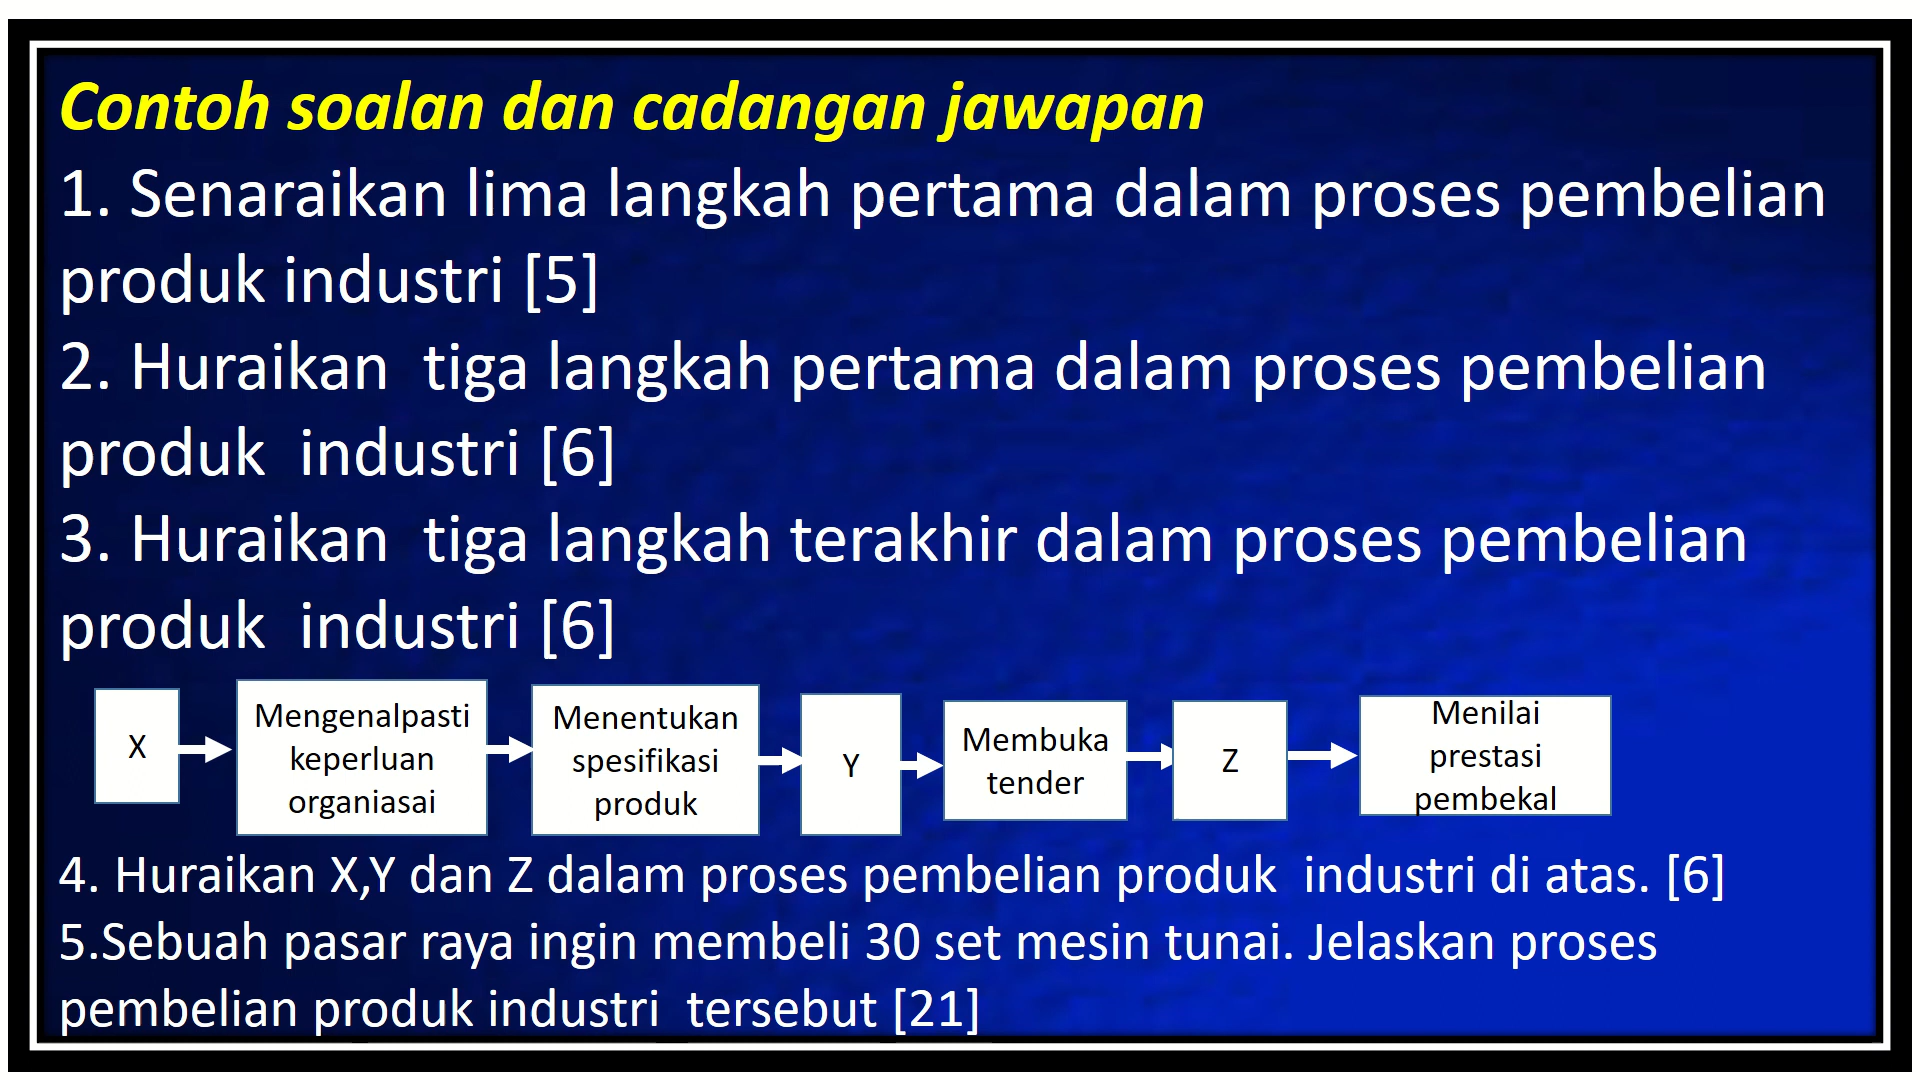 Contoh soalan dan cadangan jawapan
1. Senaraikan lima langkah pertama dalam proses pembelian
produk industri [5]
2. Huraikan tiga langkah pertama dalam proses pembelian
produk industri [6]
3. Huraikan tiga langkah terakhir dalam proses pembelian
produk industri [6]
X
Mengenalpasti
keperluan
organiasai
Menentukan
spesifikasi
produk
Y
Membuka
tender
Z
Menilai
prestasi
pembekal
4. Huraikan X,Y dan Z dalam proses pembelian produk industri di atas. [6]
5.Sebuah pasar raya ingin membeli 30 set mesin tunai. Jelaskan proses
pembelian produk industri tersebut [21]